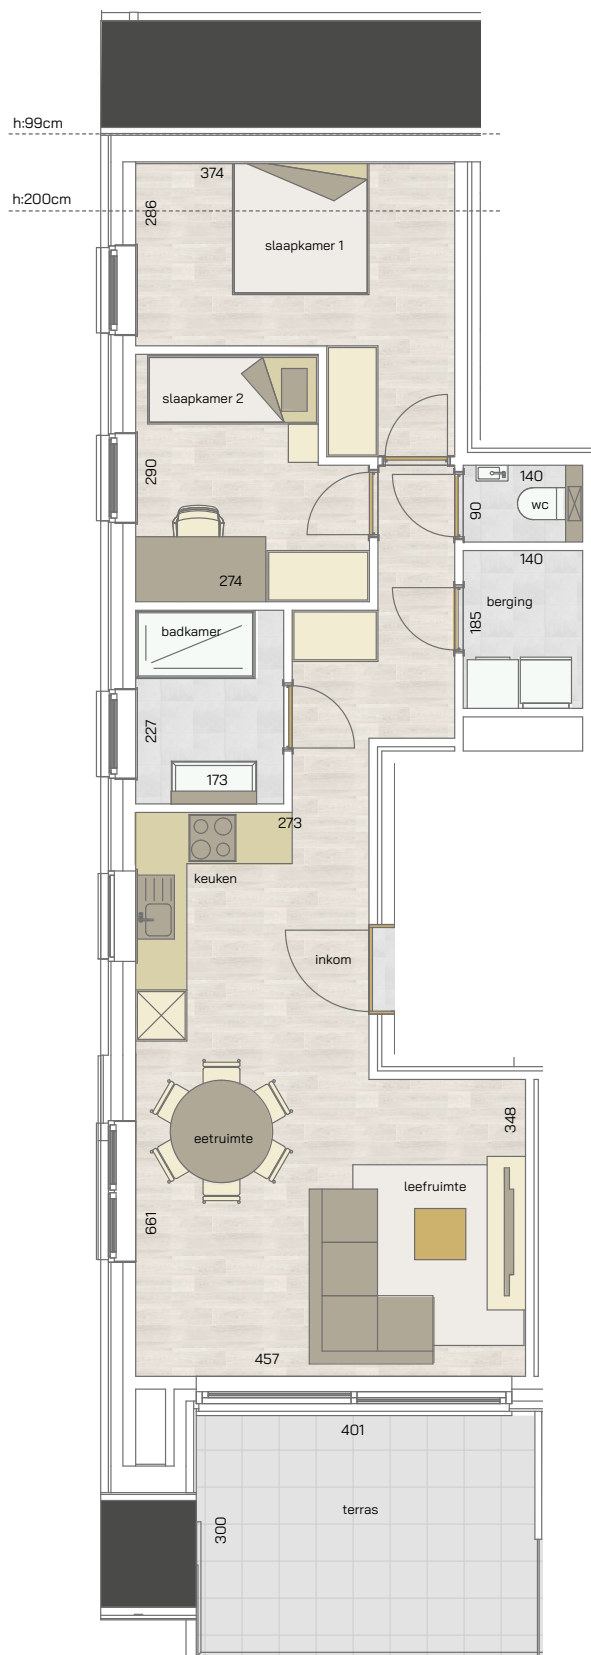 h:99cm
374
h:200cm
286
slaapkamer 1
slaapkamer 2
290
140
90
wc
140
274
berging
185
badkamer
227
173
273
keuken
inkom
348
eetruimte
leefruimte
661
457
401
terras
300